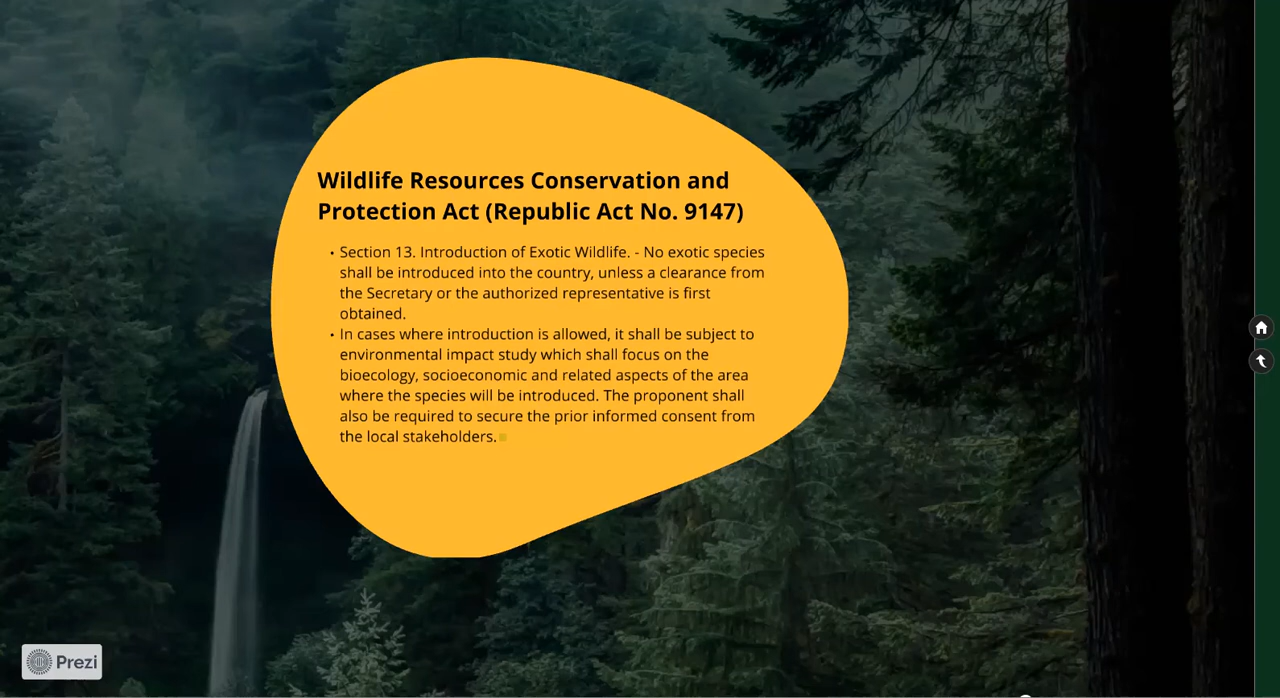 Wildlife Resources Conservation and
Protection Act (Republic Act No. 9147)
• Section 13. Introduction of Exotic Wildlife. - No exotic species
shall be introduced into the country, unless a clearance from
the Secretary or the authorized representative is first
obtained.
• In cases where introduction is allowed, it shall be subject to
environmental impact study which shall focus on the
bioecology, socioeconomic and related aspects of the area
where the species will be introduced. The proponent shall
also be required to secure the prior informed consent from
the local stakeholders.
Prezi